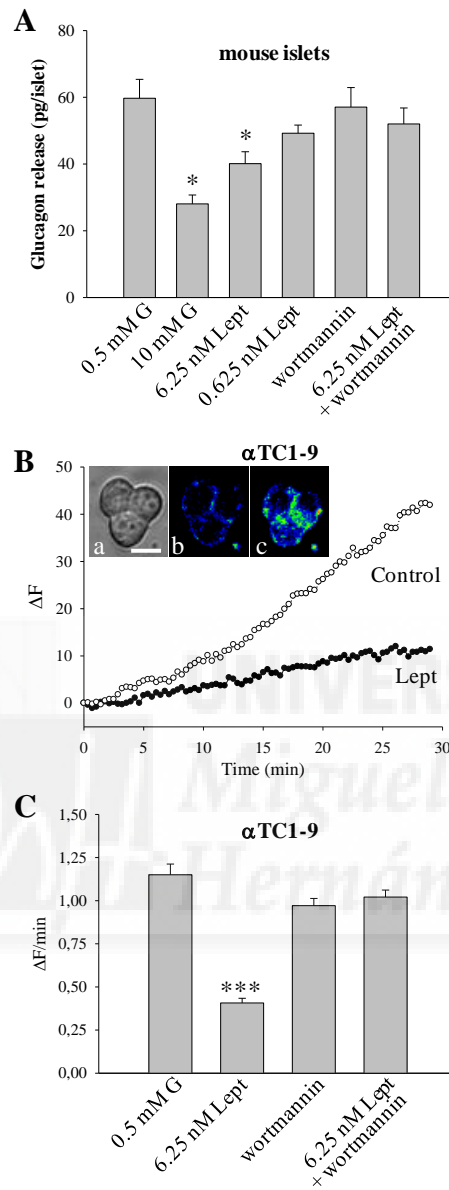 A
mouse islets
Glucagon release (pg/islet)
80
60
40
20
0
*
*
0.5 mM G
10 mM G
6.25 nM Lept
0.625 nM Lept
wortmannin
6.25 nM Lept
+ wortmannin
B
αTC1-9
ΔF
50
40
30
20
10
0
a
b
c
Control
Lept
0
5
10
15
20
25
30
Time (min)
UNIVER
Miguel
Hernán
C
αTC1-9
ΔF/min
1,50
1,25
1,00
0,75
0,50
0,25
0,00
***
0.5 mM G
6.25 nM Lept
wortmannin
6.25 nM Lept
+ wortmannin